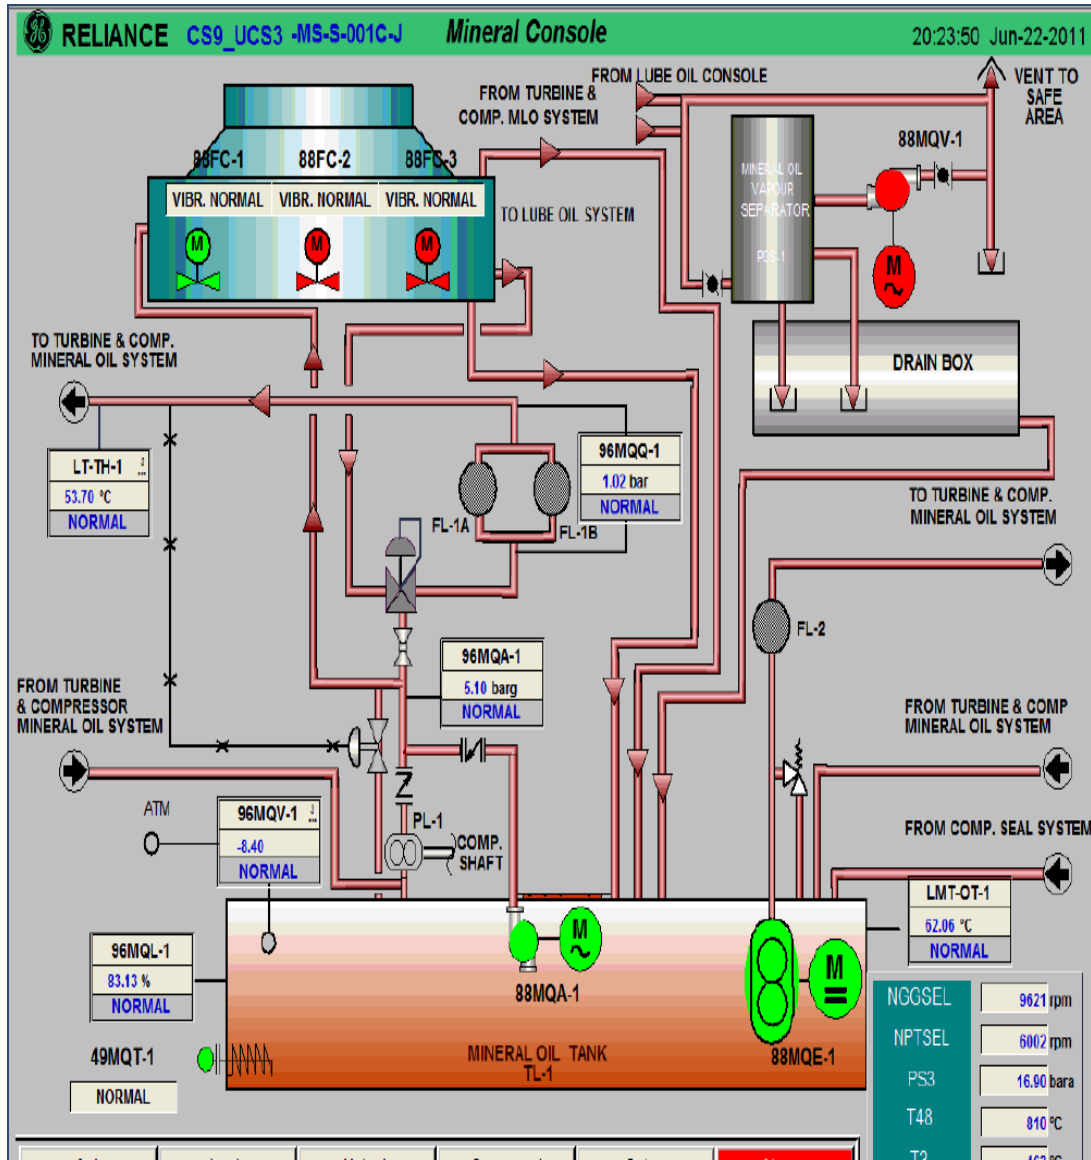 RELIANCE CS9_UCS3 -MS-S-001C-J Mineral Console 20:23:50 Jun-22-2011
FROM LUBE OIL CONSOLE
VENT TO
SAFE
AREA
FROM TURBINE &
COMP. MLO SYSTEM
88FC-1 88FC-2 88FC-3
88MQV-1
VIBR. NORMAL VIBR. NORMAL VIBR. NORMAL
MINERAL OIL
VAPOUR
SEPARATOR
PDS-1
TO LUBE OIL SYSTEM
M M M
M
TO TURBINE & COMP.
MINERAL OIL SYSTEM
DRAIN BOX
LT-TH-1
53.70 °C
NORMAL
96MQQ-1
1.02 bar
NORMAL
FL-1A
FL-1B
TO TURBINE & COMP.
MINERAL OIL SYSTEM
FL-2
96MQA-1
5.10 barg
NORMAL
FROM TURBINE
& COMPRESSOR
MINERAL OIL SYSTEM
FROM TURBINE & COMP
MINERAL OIL SYSTEM
ATM
96MQV-1
-8.40
NORMAL
PL-1
COMP.
SHAFT
FROM COMP. SEAL SYSTEM
LMT-OT-1
62.06 °C
NORMAL
96MQL-1
83.13 %
NORMAL
M
M
88MQA-1
88MQE-1
49MQT-1
NORMAL
MINERAL OIL TANK
TL-1
NGGSEL 9621 rpm
NPTSEL 6002 rpm
PS3 16.90 bara
T48 810 °C